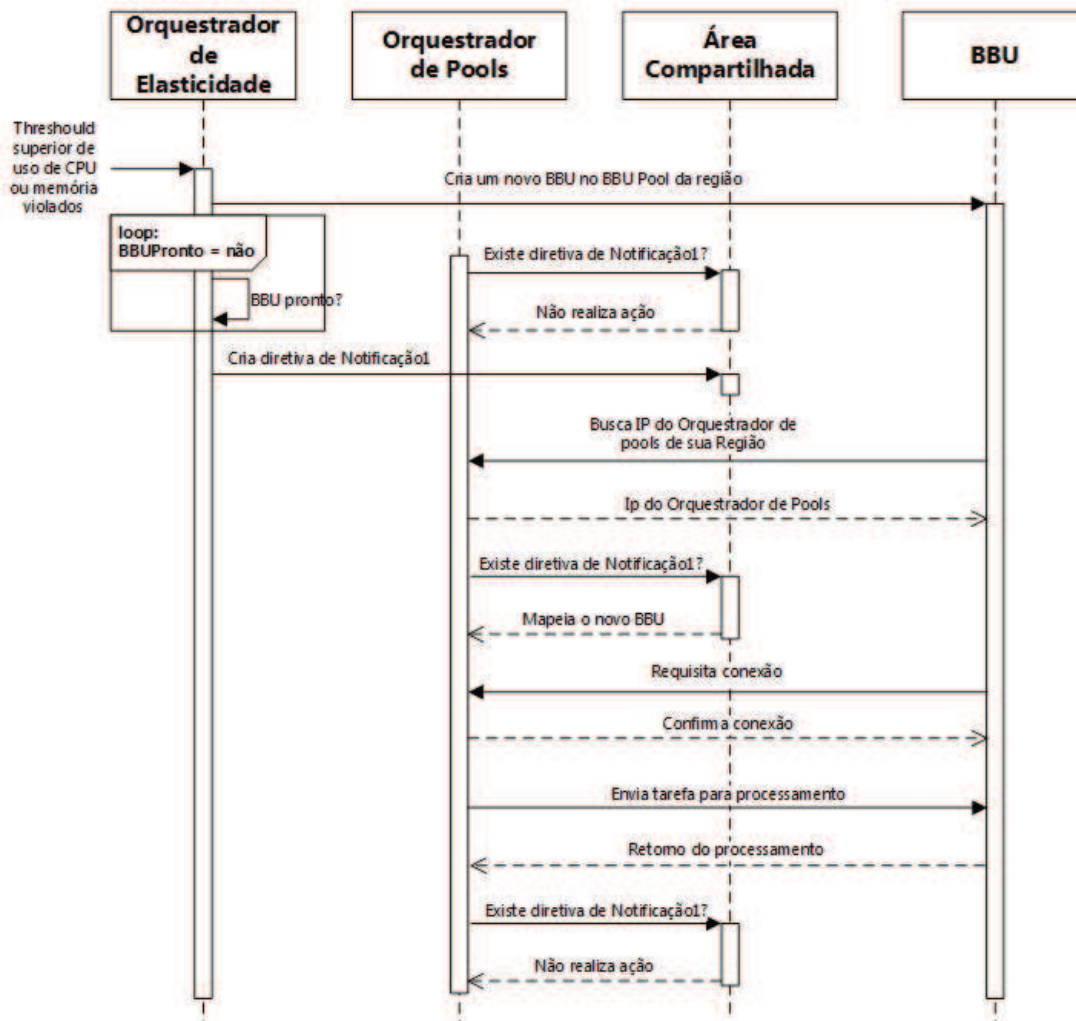 Orquestrador
de
Elasticidade
Orquestrador
de Pools
Área
Compartilhada
BBU
Threshould
superior de
uso de CPU
ou memória
violados
Cria um novo BBU no BBU Pool da região
loop:
BBUPronto = não
Existe diretiva de Notificação1?
BBU pronto?
Não realiza ação
Cria diretiva de Notificação1
Busca IP do Orquestrador de
pools de sua Região
Ip do Orquestrador de Pools
Existe diretiva de Notificação1?
Mapeia o novo BBU
Requisita conexão
Confirma conexão
Envia tarefa para processamento
Retorno do processamento
Existe diretiva de Notificação1?
Não realiza ação